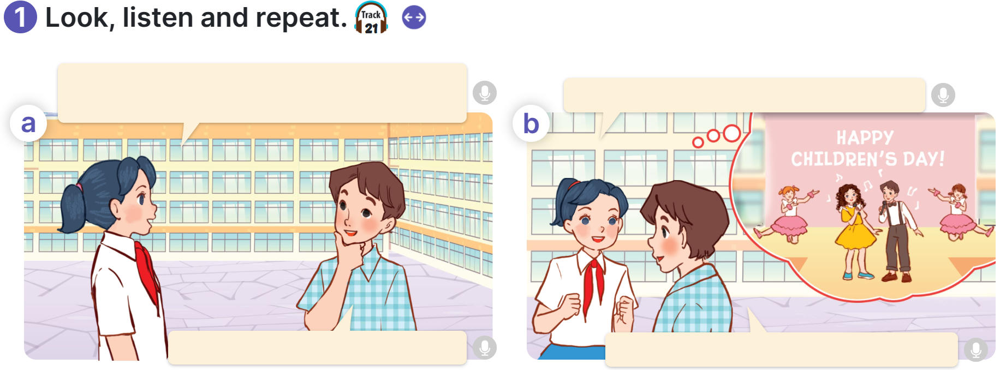 1 Look, listen and repeat.
Track
21
a
b
HAPPY
CHILDREN'S DAY!